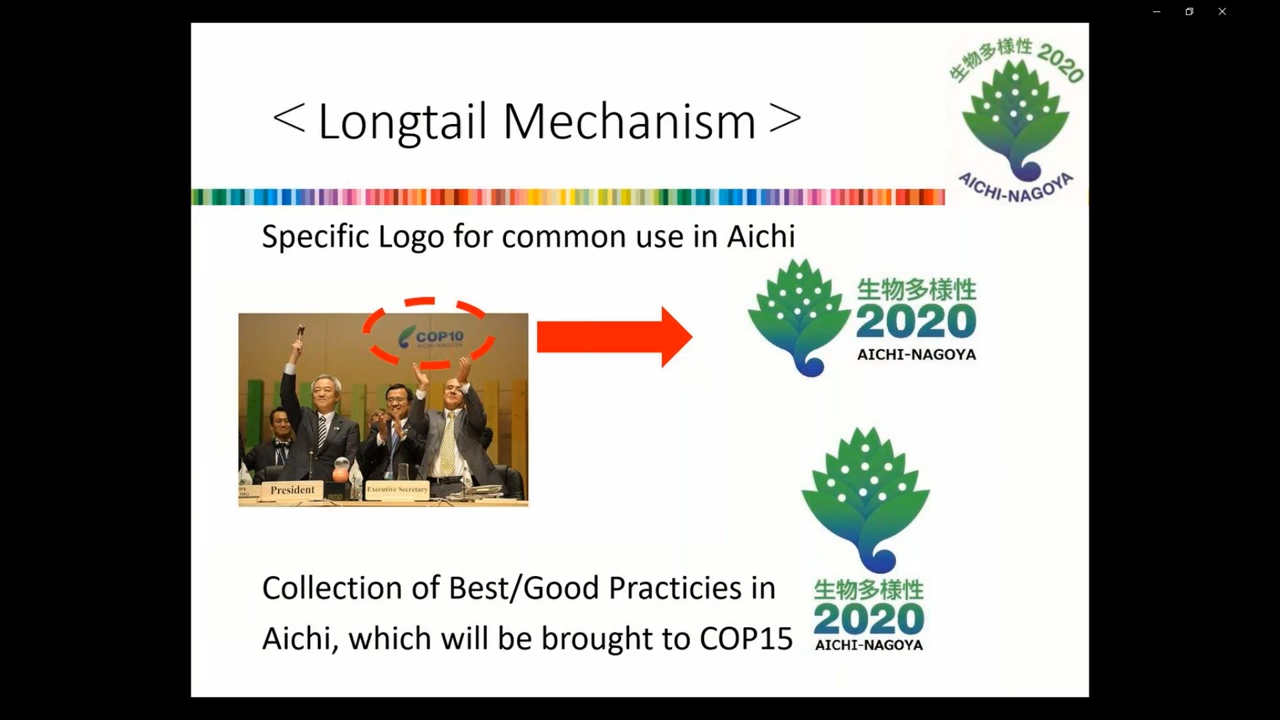 ＜Longtail Mechanism＞
生物多様性 2020
AICHI-NAGOYA
Specific Logo for common use in Aichi
COP10
AICHI-NAGOYA
President
Executive Secretary
生物多様性
2020
AICHI-NAGOYA
Collection of Best/Good Practicies in
Aichi, which will be brought to COP15
生物多様性
2020
AICHI-NAGOYA